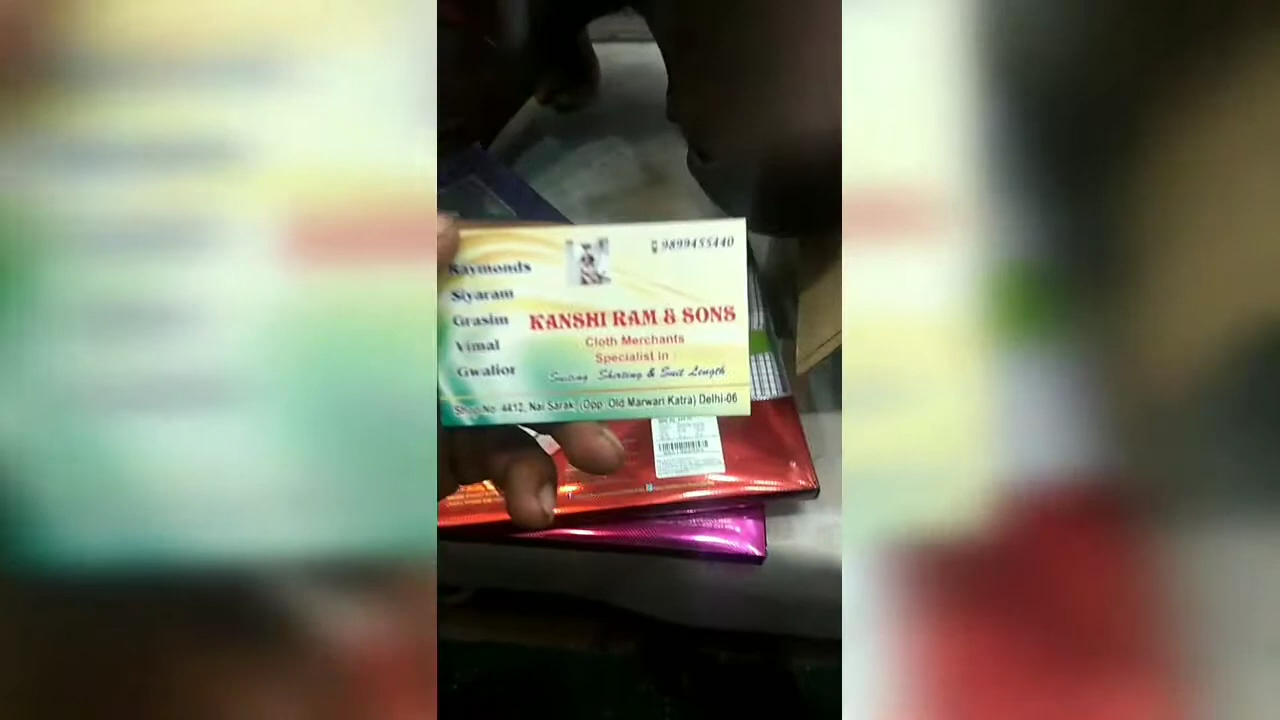 9899455440
Raymonds
Siyaram
Grasim
Vimal
Gwalior
KANSHI RAM & SONS
Cloth Merchants
Specialist in
Suiting Shirting & Suit Length
Shop No. 4412, Nai Sarak, (Opp. Old Marwari Katra) Delhi-06